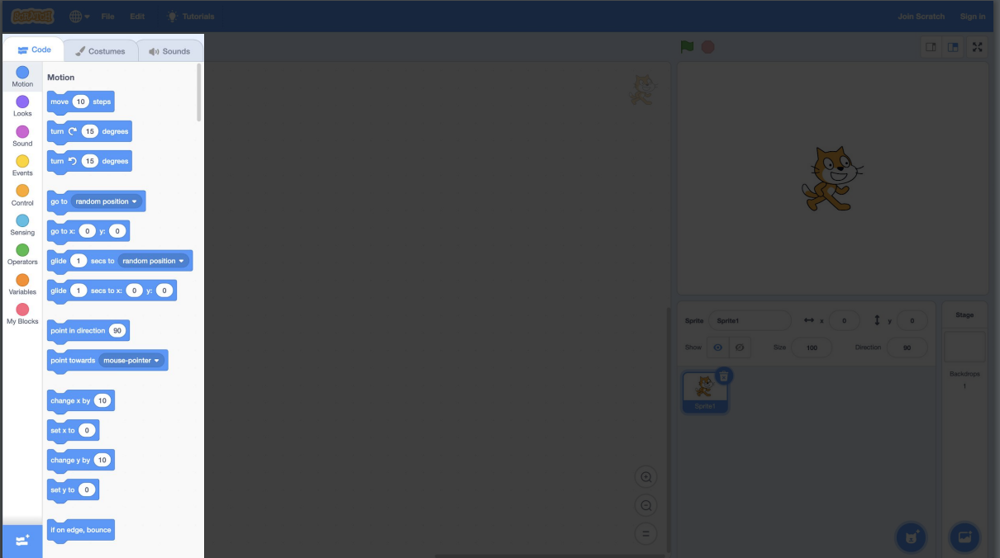 SCRATCH
File
Edit
Tutorials
Join Scratch
Sign in
Code
Costumes
Sounds
Motion
Looks
Sound
Events
Control
Sensing
Operators
Variables
My Blocks
Motion
move 10 steps
turn 15 degrees
turn 15 degrees
go to random position
go to x: 0 y: 0
glide 1 secs to random position
glide 1 secs to x: 0 y: 0
point in direction 90
point towards mouse-pointer
change x by 10
set x to 0
change y by 10
set y to 0
if on edge, bounce
Sprite Sprite1 x 0 y 0
Show Size 100 Direction 90
Sprite1
Stage
Backdrops
1